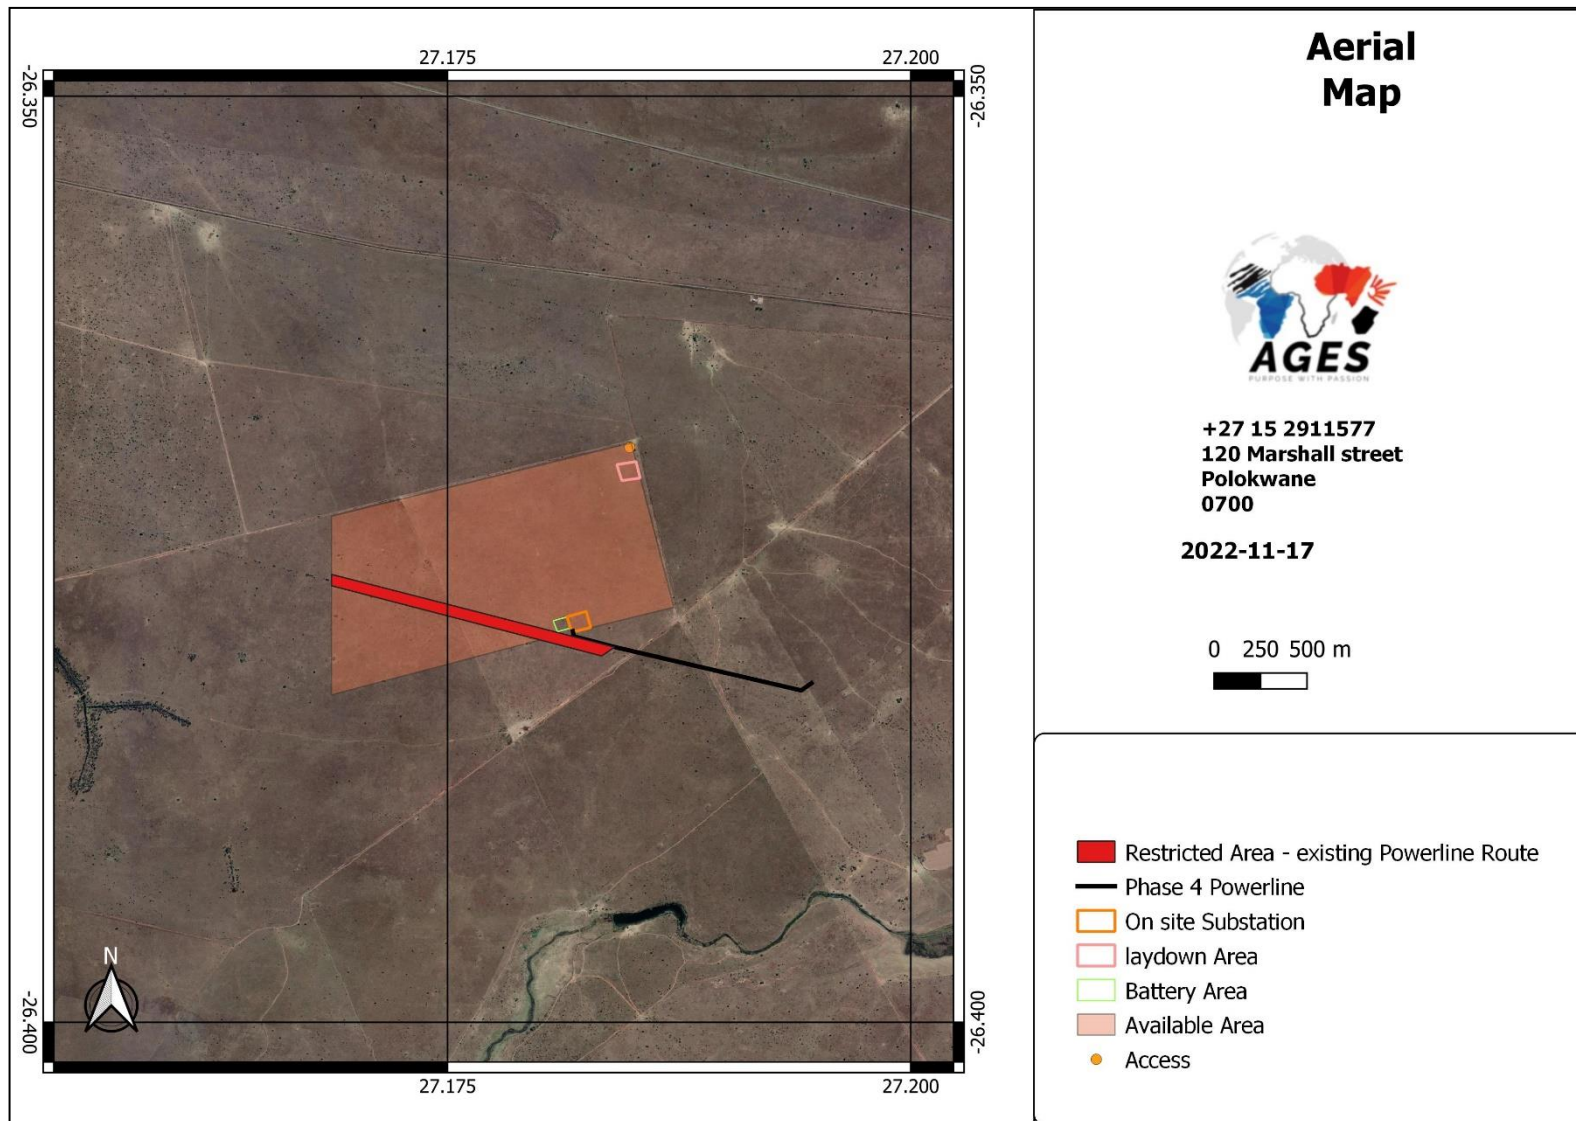 27.175
27.200
-26.350
-26.350
Aerial
Map
AGES
PURPOSE WITH PASSION
+27 15 2911577
120 Marshall street
Polokwane
0700
2022-11-17
0 250 500 m
Restricted Area - existing Powerline Route
Phase 4 Powerline
On site Substation
laydown Area
Battery Area
Available Area
Access
N
-26.400
-26.400
27.175
27.200